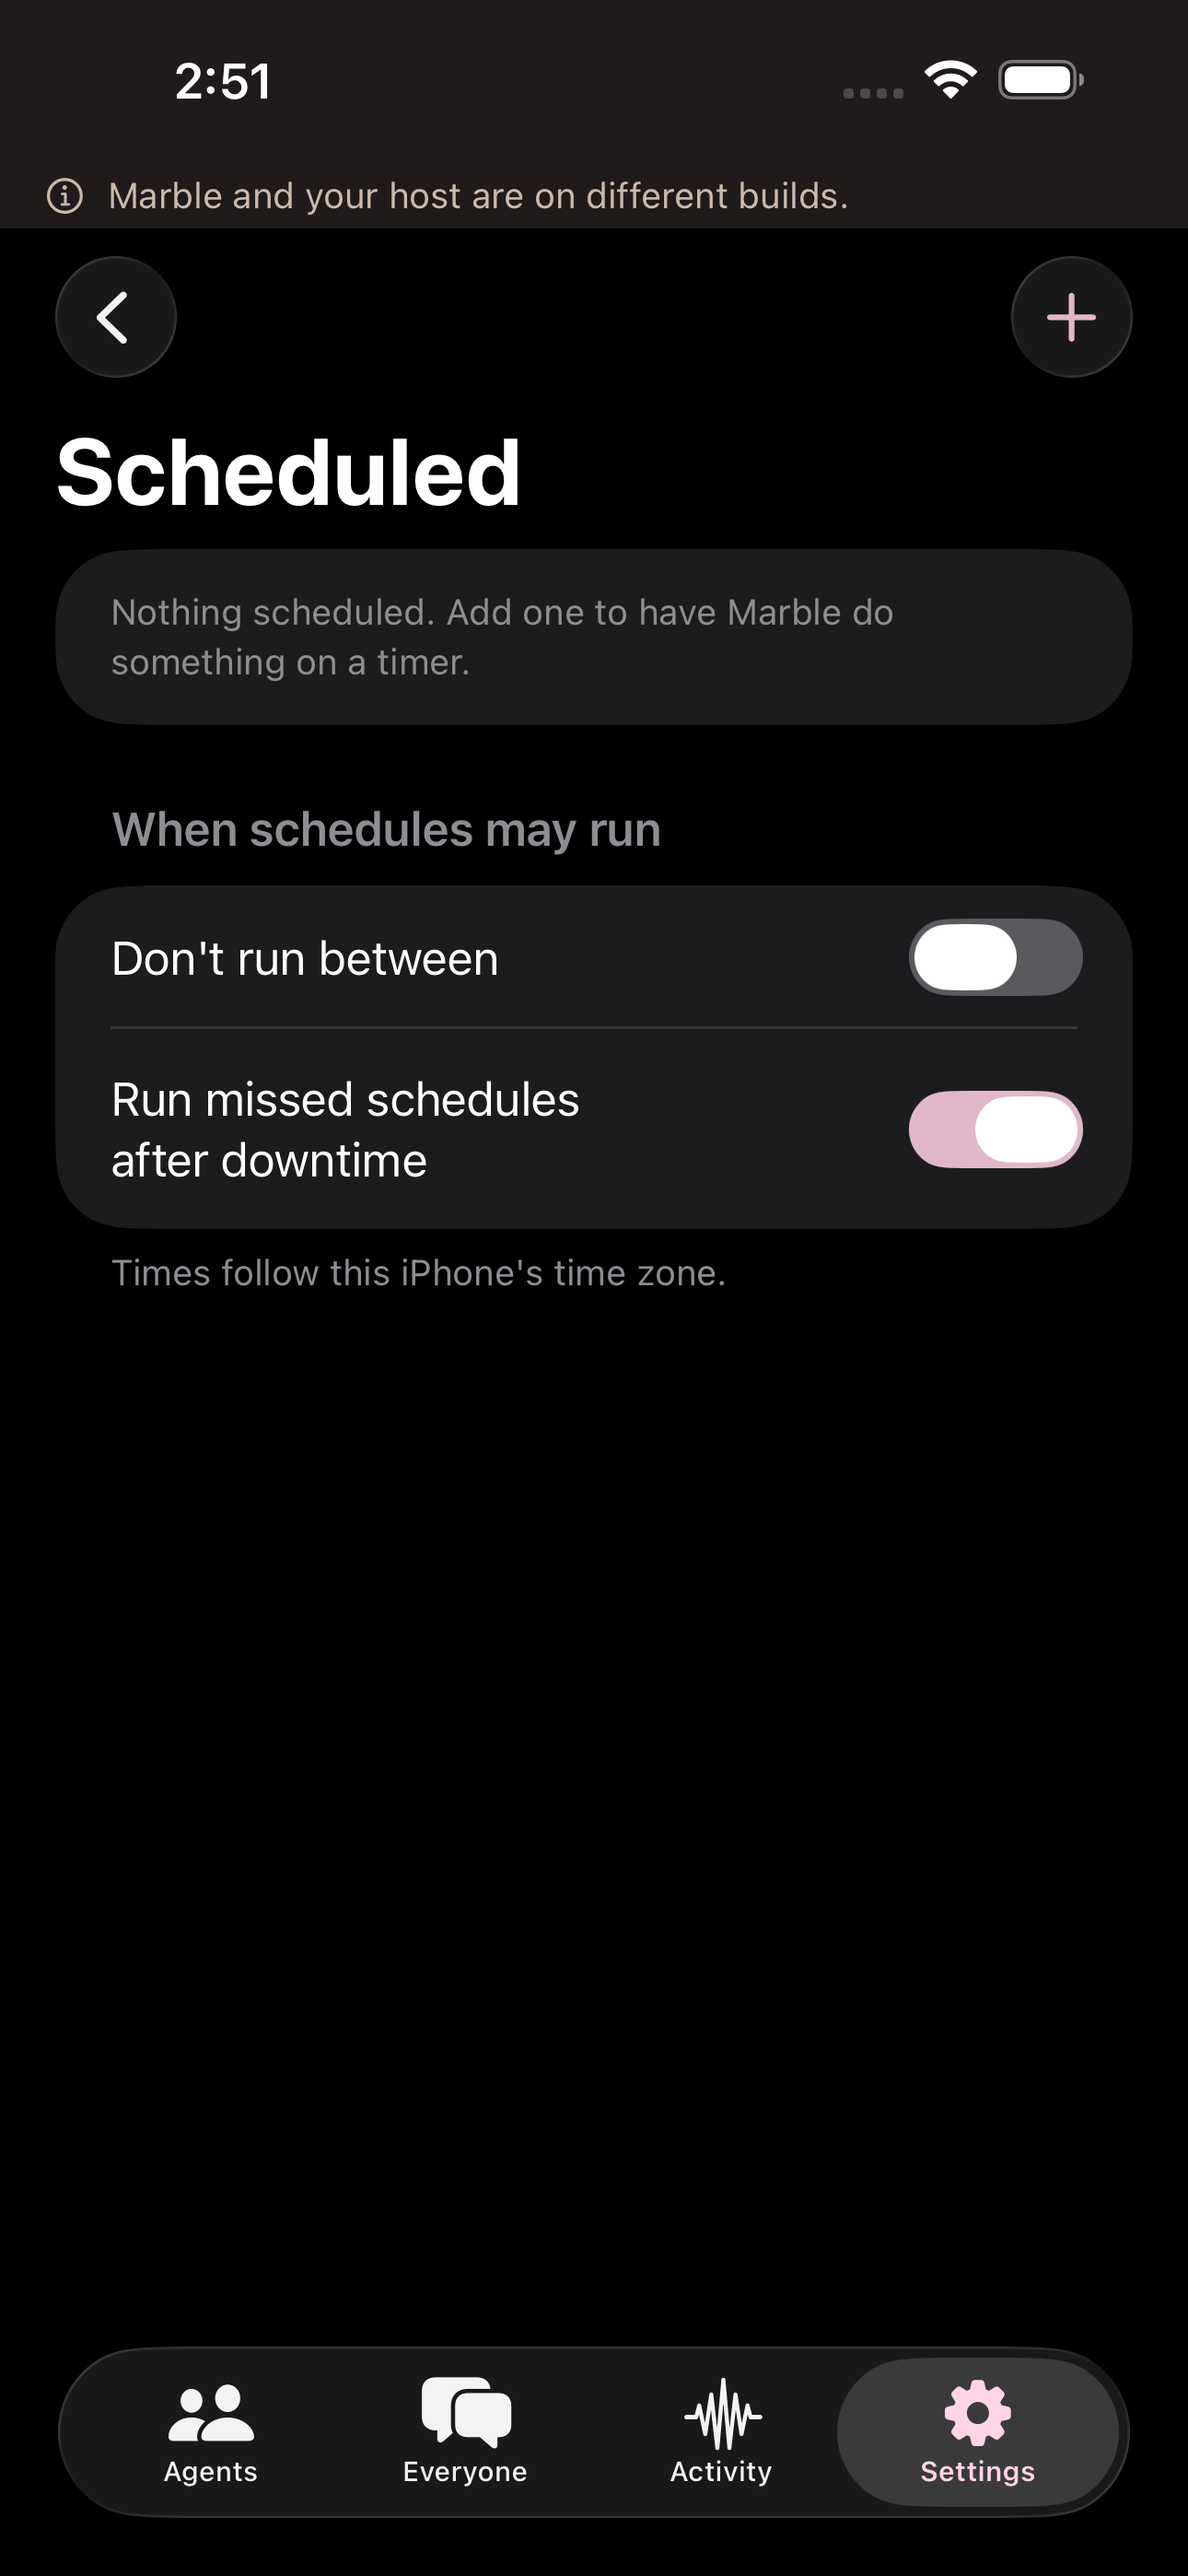 2:51
Marble and your host are on different builds.
Scheduled
Nothing scheduled. Add one to have Marble do
something on a timer.
When schedules may run
Don't run between
Run missed schedules
after downtime
Times follow this iPhone's time zone.
Agents
Everyone
Activity
Settings